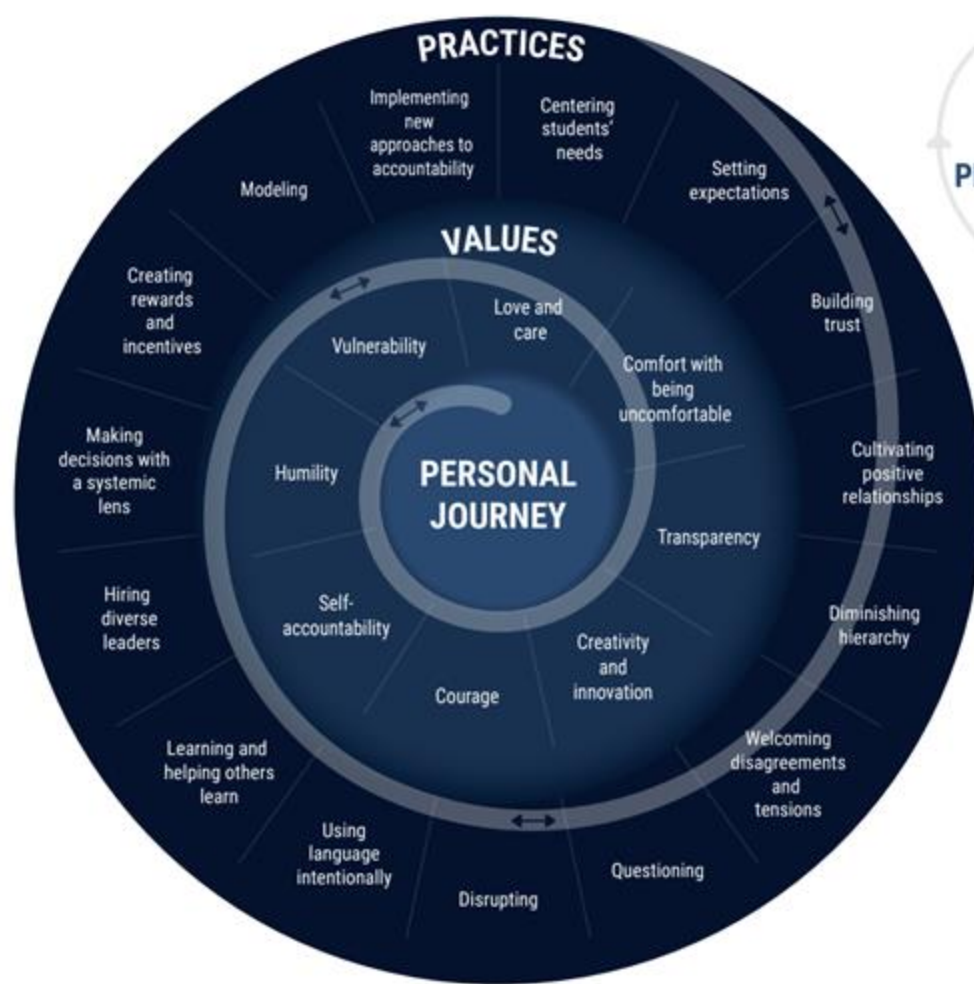 PRACTICES
Implementing
new
approaches to
accountability
Centering
students'
needs
Setting
expectations
Building
trust
Cultivating
positive
relationships
Diminishing
hierarchy
Welcoming
disagreements
and
tensions
Questioning
Disrupting
Using
language
intentionally
Learning and
helping others
learn
Hiring
diverse
leaders
Making
decisions with
a systemic
lens
Creating
rewards
and
incentives
Modeling
VALUES
Love and
care
Comfort with
being
uncomfortable
Transparency
Creativity
and
innovation
Courage
Self-
accountability
Humility
Vulnerability
PERSONAL
JOURNEY